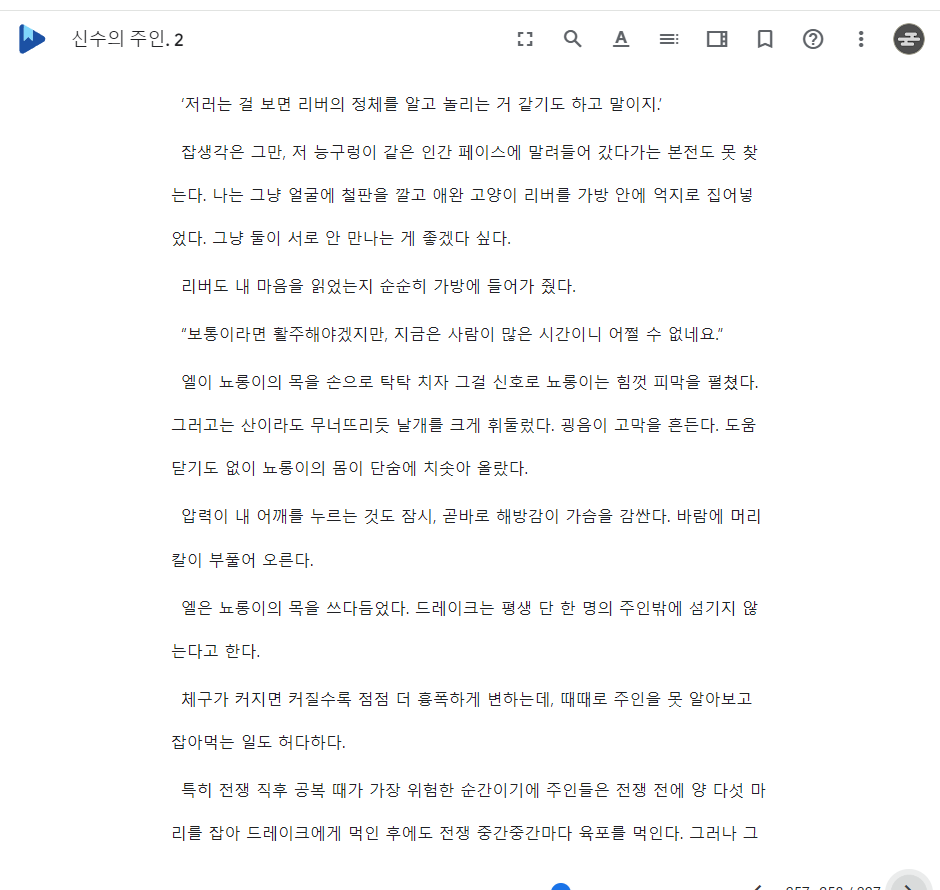 신수의 주인. 2
‘저러는 걸 보면 리버의 정체를 알고 놀리는 거 같기도 하고 말이지.’
잡생각은 그만, 저 능구렁이 같은 인간 페이스에 말려들어 갔다가는 본전도 못 찾
는다. 나는 그냥 얼굴에 철판을 깔고 애완 고양이 리버를 가방 안에 억지로 집어넣
었다. 그냥 둘이 서로 안 만나는 게 좋겠다 싶다.
리버도 내 마음을 읽었는지 순순히 가방에 들어가 줬다.
“보통이라면 활주해야겠지만, 지금은 사람이 많은 시간이니 어쩔 수 없네요.”
엘이 뇨롱이의 목을 손으로 탁탁 치자 그걸 신호로 뇨롱이는 힘껏 피막을 펼쳤다.
그러고는 산이라도 무너뜨리듯 날개를 크게 휘둘렀다. 굉음이 고막을 흔든다. 도움
닫기도 없이 뇨롱이의 몸이 단숨에 치솟아 올랐다.
압력이 내 어깨를 누르는 것도 잠시, 곧바로 해방감이 가슴을 감싼다. 바람에 머리
칼이 부풀어 오른다.
엘은 뇨롱이의 목을 쓰다듬었다. 드레이크는 평생 단 한 명의 주인밖에 섬기지 않
는다고 한다.
체구가 커지면 커질수록 점점 더 흉폭하게 변하는데, 때때로 주인을 못 알아보고
잡아먹는 일도 허다하다.
특히 전쟁 직후 공복 때가 가장 위험한 순간이기에 주인들은 전쟁 전에 양 다섯 마
리를 잡아 드레이크에게 먹인 후에도 전쟁 중간중간마다 육포를 먹인다. 그러나 그